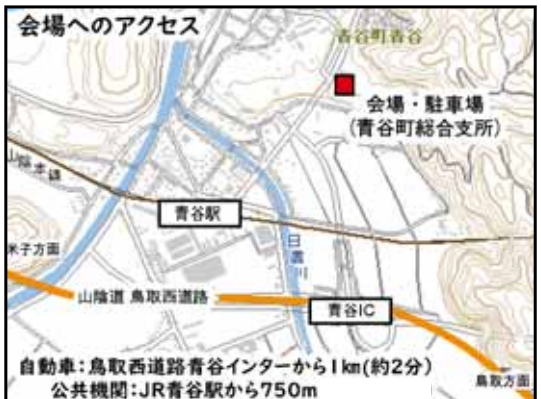 会場へのアクセス
青谷町青谷
会場・駐車場
(青谷町総合支所)
山陰本線
青谷駅
日置川
米子方面
山陰道 鳥取西道路
青谷IC
自動車:鳥取西道路青谷インターから1km(約2分)
鳥取方面
公共機関:JR青谷駅から750m